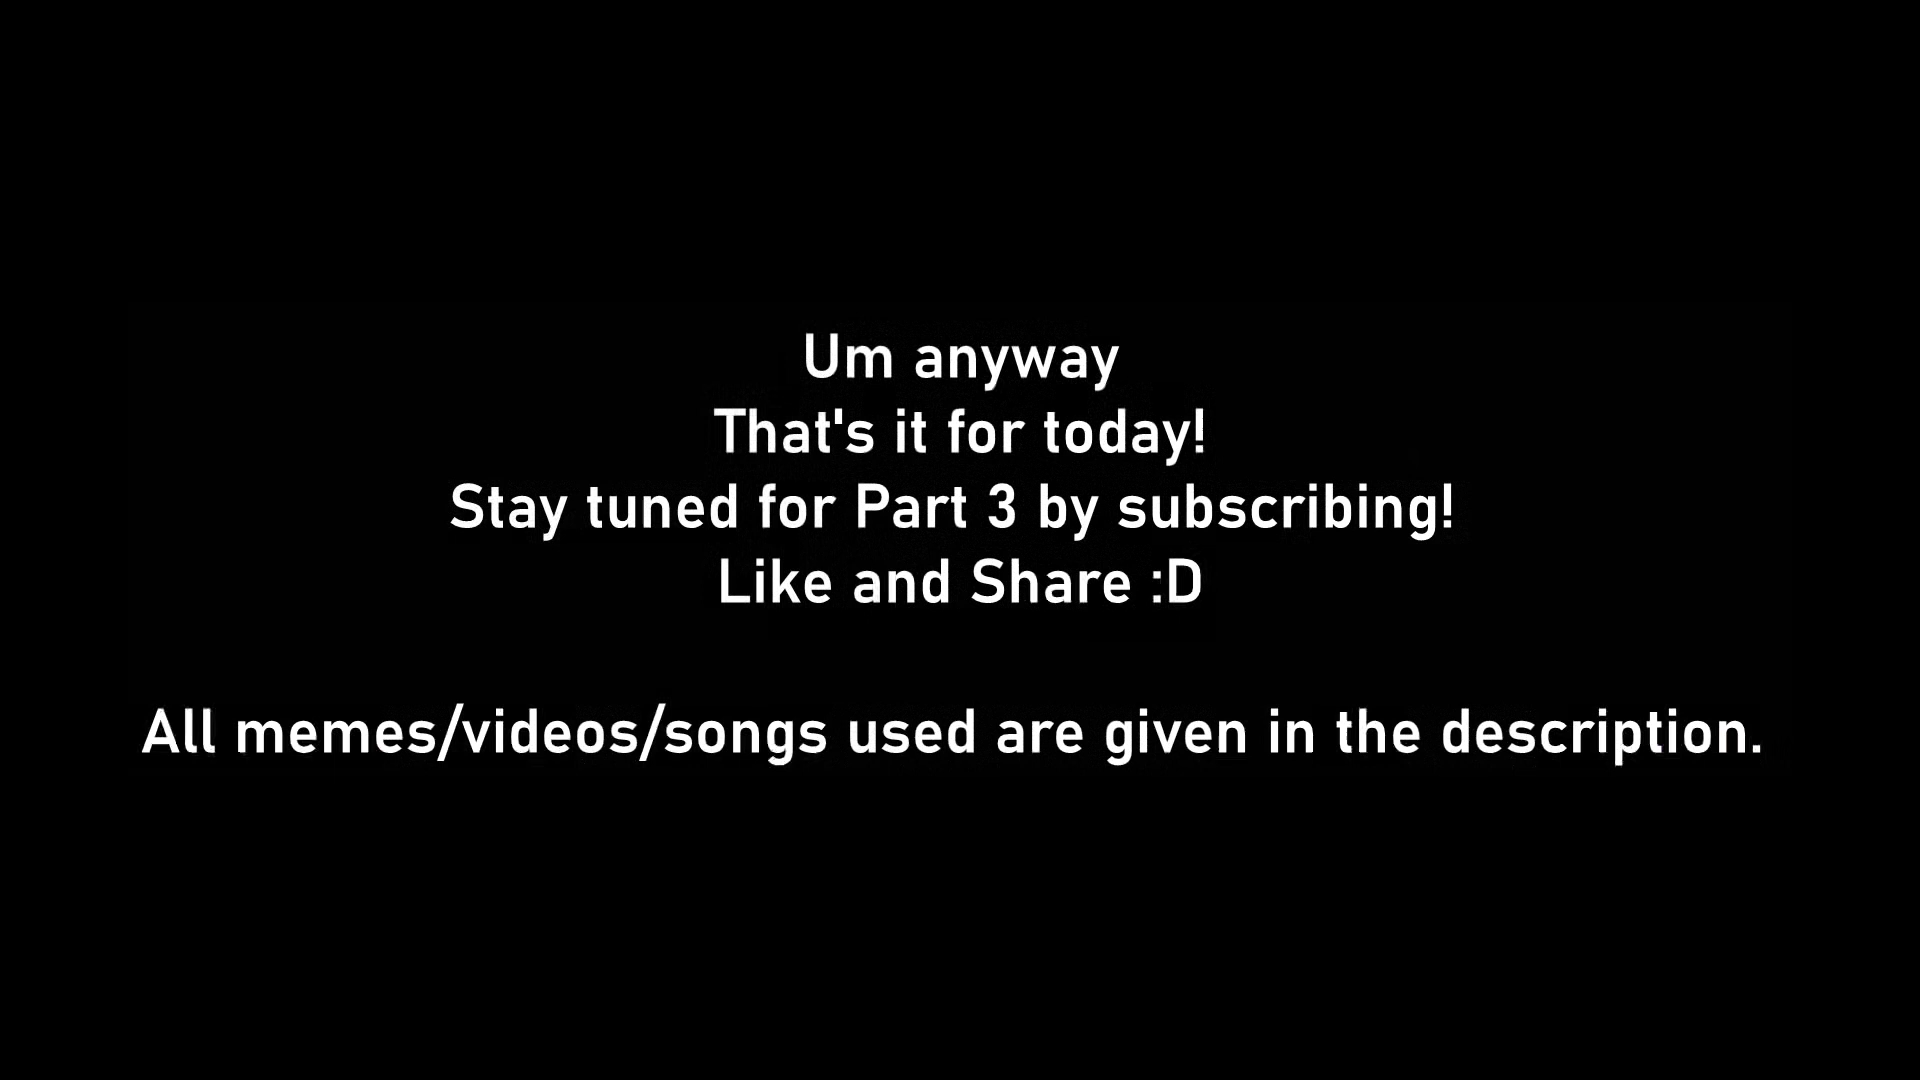 Um anyway
That's it for today!
Stay tuned for Part 3 by subscribing!
Like and Share :D
All memes/videos/songs used are given in the description.